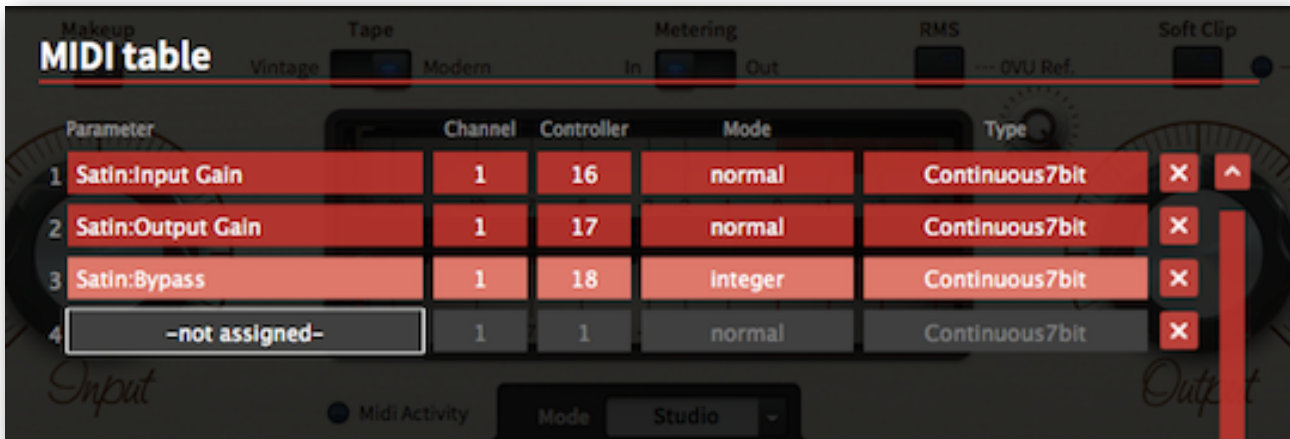 Makeup Tape Metering RMS Soft Clip
MIDI table
Vintage Modern In Out --- 0VU Ref.
Parameter Channel Controller Mode Type
1 Satin:Input Gain 1 16 normal Continuous7bit
2 Satin:Output Gain 1 17 normal Continuous7bit
3 Satin:Bypass 1 18 integer Continuous7bit
4 -not assigned- 1 1 normal Continuous7bit
Input Output
Midi Activity Mode Studio